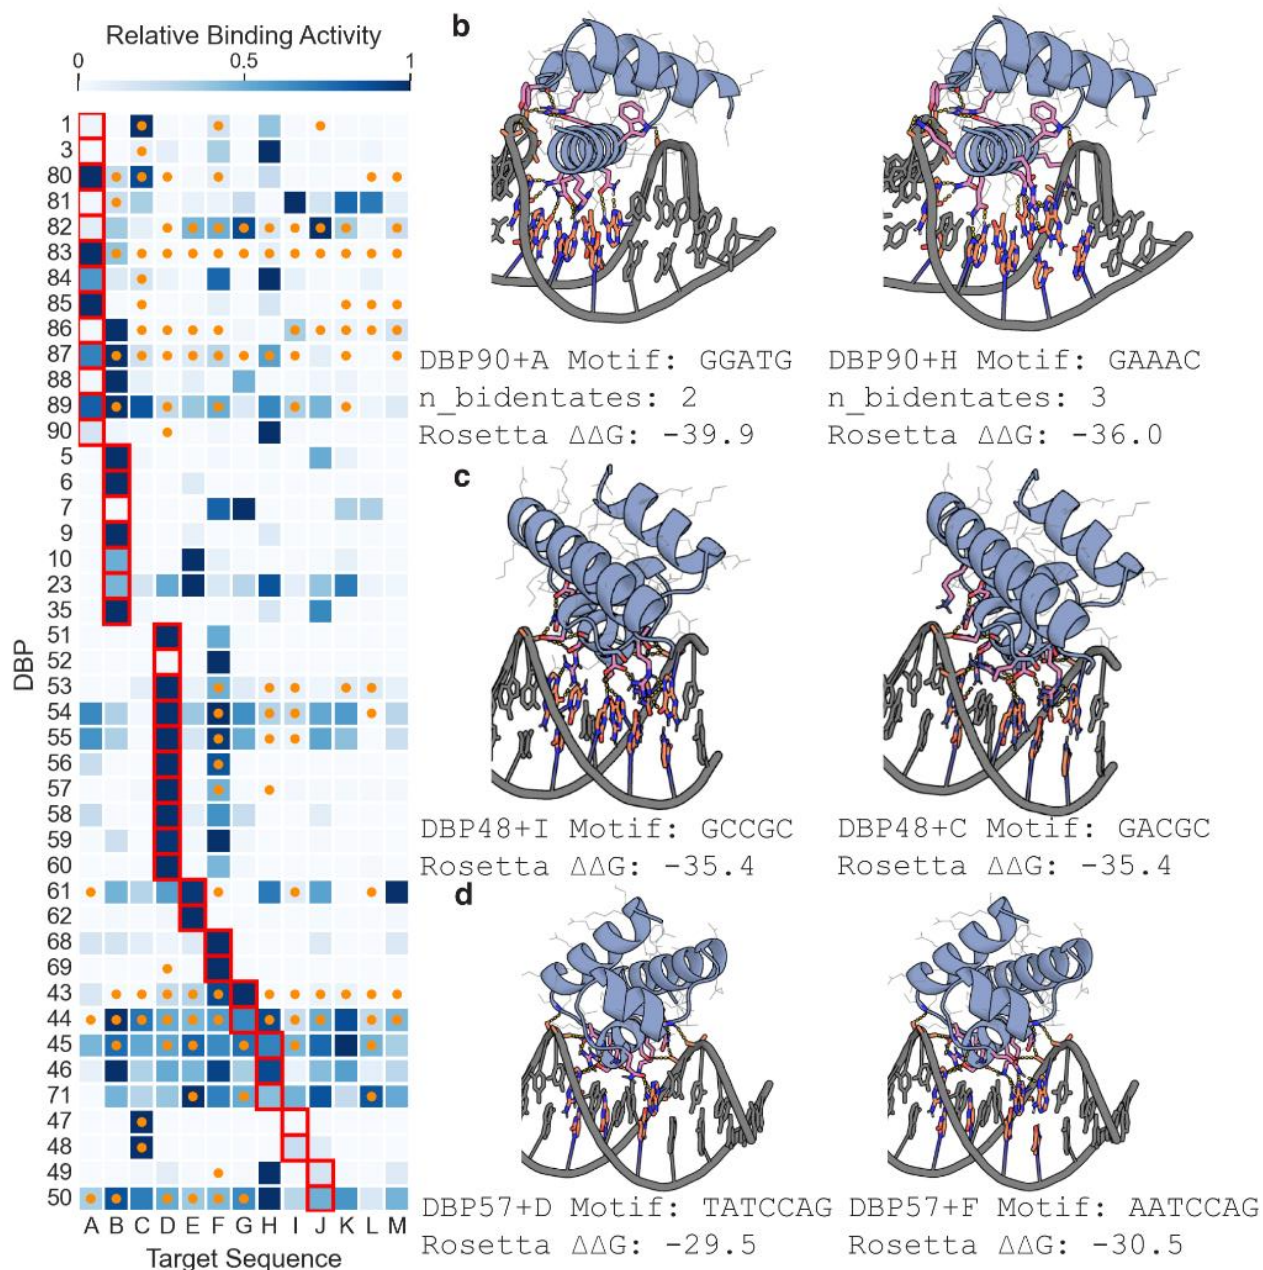 Relative Binding Activity
0 0.5 1
DBP
1
3
80
81
82
83
84
85
86
87
88
89
90
5
6
7
9
10
23
35
51
52
53
54
55
56
57
58
59
60
61
62
68
69
43
44
45
46
71
47
48
49
50
A B C D E F G H I J K L M
Target Sequence
b
DBP90+A Motif: GGATG
n_bidentates: 2
Rosetta ΔΔG: -39.9
DBP90+H Motif: GAAAC
n_bidentates: 3
Rosetta ΔΔG: -36.0
c
DBP48+I Motif: GCCGC
Rosetta ΔΔG: -35.4
DBP48+C Motif: GACGC
Rosetta ΔΔG: -35.4
d
DBP57+D Motif: TATCCAG
Rosetta ΔΔG: -29.5
DBP57+F Motif: AATCCAG
Rosetta ΔΔG: -30.5